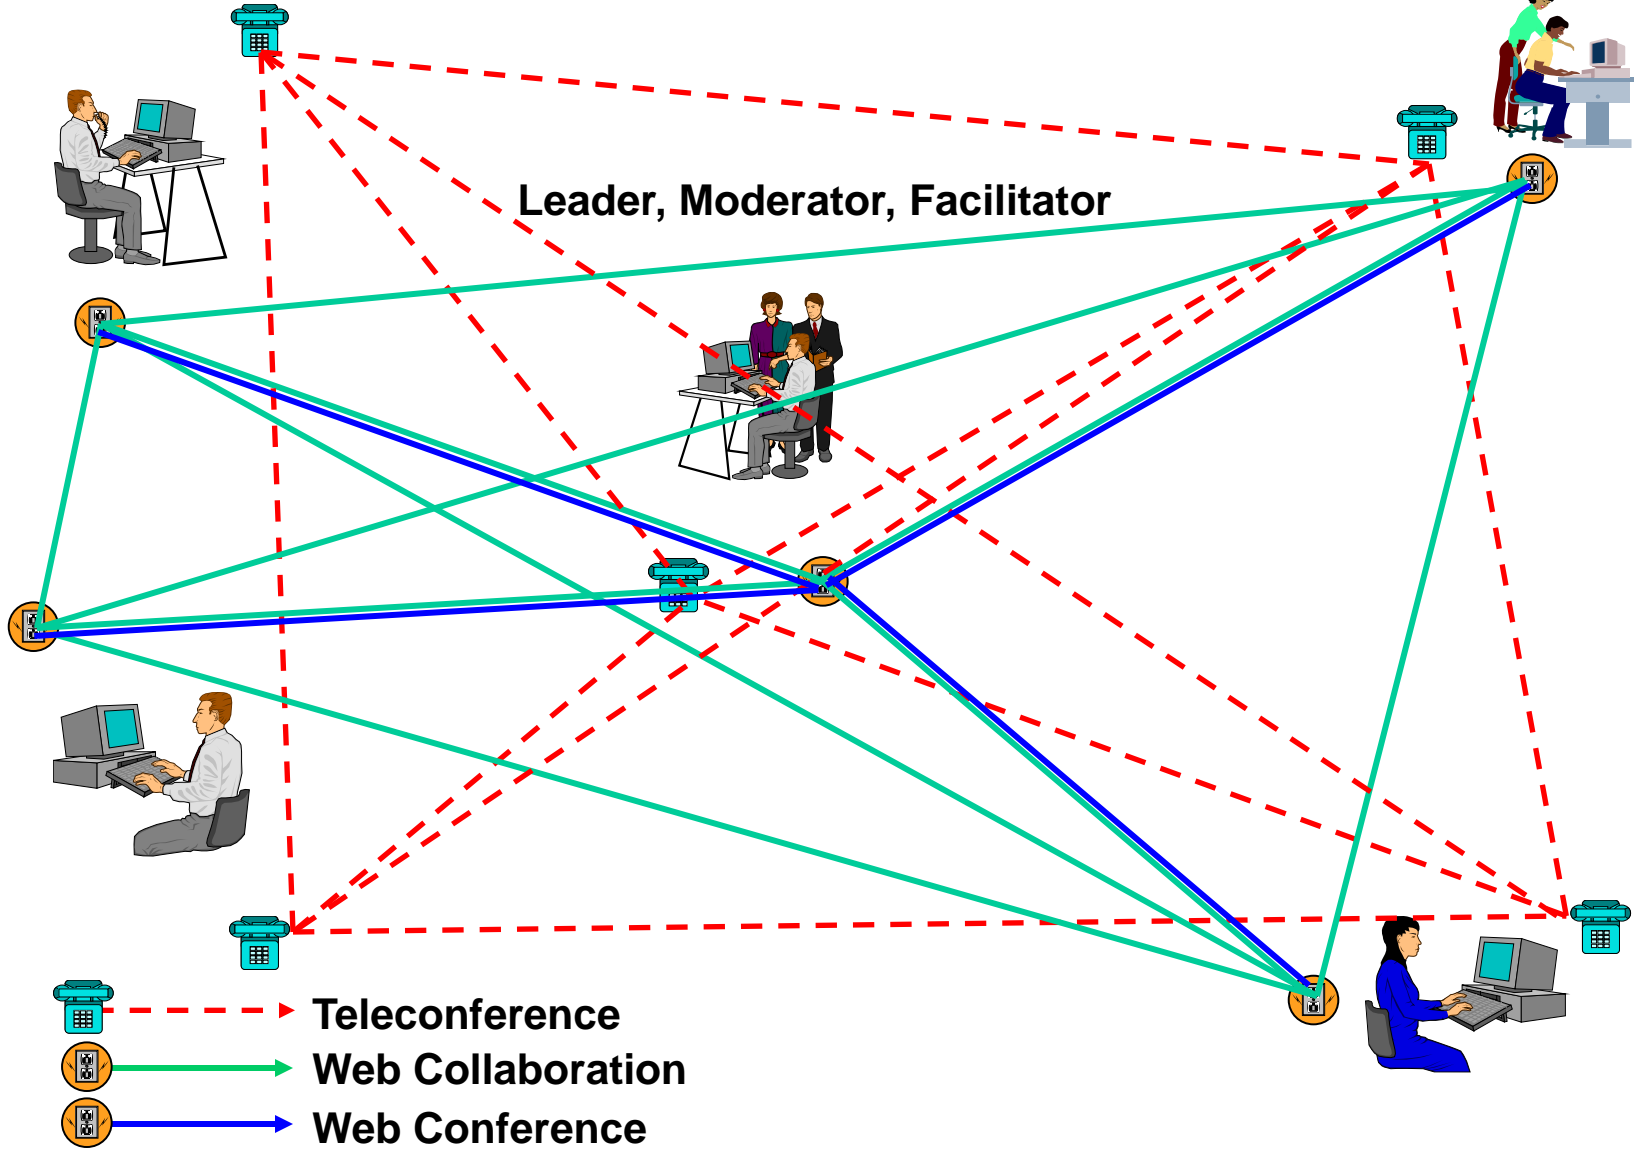 Leader, Moderator, Facilitator
Teleconference
Web Collaboration
Web Conference